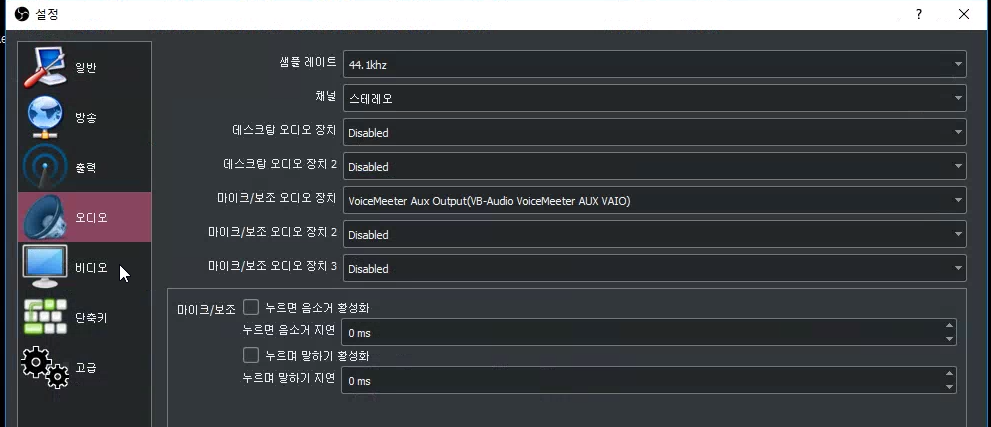 설정
?
일반
방송
출력
오디오
비디오
단축키
고급
샘플 레이트 44.1khz
채널 스테레오
데스크탑 오디오 장치 Disabled
데스크탑 오디오 장치 2 Disabled
마이크/보조 오디오 장치 VoiceMeeter Aux Output(VB-Audio VoiceMeeter AUX VAIO)
마이크/보조 오디오 장치 2 Disabled
마이크/보조 오디오 장치 3 Disabled
마이크/보조 누르면 음소거 황성화
누르면 음소거 지연 0 ms
누르며 말하기 황성화
누르며 말하기 지연 0 ms